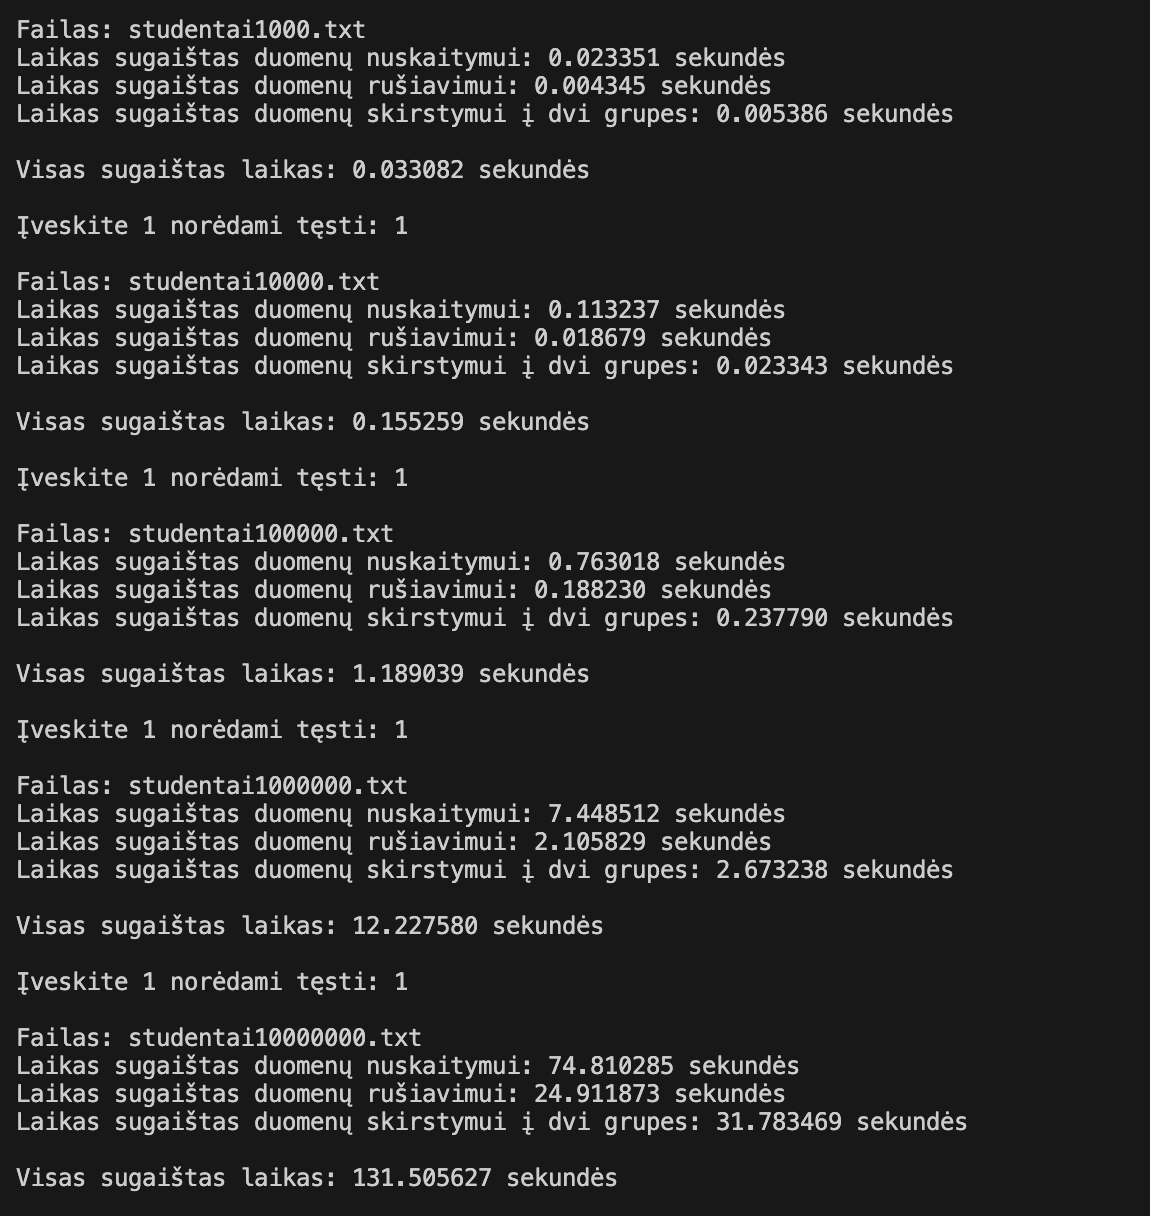 Failas: studentai1000.txt
Laikas sugaištas duomenų nuskaitymui: 0.023351 sekundės
Laikas sugaištas duomenų rušiavimui: 0.004345 sekundės
Laikas sugaištas duomenų skirstymui į dvi grupes: 0.005386 sekundės
Visas sugaištas laikas: 0.033082 sekundės
Įveskite 1 norėdami tęsti: 1
Failas: studentai10000.txt
Laikas sugaištas duomenų nuskaitymui: 0.113237 sekundės
Laikas sugaištas duomenų rušiavimui: 0.018679 sekundės
Laikas sugaištas duomenų skirstymui į dvi grupes: 0.023343 sekundės
Visas sugaištas laikas: 0.155259 sekundės
Įveskite 1 norėdami tęsti: 1
Failas: studentai100000.txt
Laikas sugaištas duomenų nuskaitymui: 0.763018 sekundės
Laikas sugaištas duomenų rušiavimui: 0.188230 sekundės
Laikas sugaištas duomenų skirstymui į dvi grupes: 0.237790 sekundės
Visas sugaištas laikas: 1.189039 sekundės
Įveskite 1 norėdami tęsti: 1
Failas: studentai1000000.txt
Laikas sugaištas duomenų nuskaitymui: 7.448512 sekundės
Laikas sugaištas duomenų rušiavimui: 2.105829 sekundės
Laikas sugaištas duomenų skirstymui į dvi grupes: 2.673238 sekundės
Visas sugaištas laikas: 12.227580 sekundės
Įveskite 1 norėdami tęsti: 1
Failas: studentai10000000.txt
Laikas sugaištas duomenų nuskaitymui: 74.810285 sekundės
Laikas sugaištas duomenų rušiavimui: 24.911873 sekundės
Laikas sugaištas duomenų skirstymui į dvi grupes: 31.783469 sekundės
Visas sugaištas laikas: 131.505627 sekundės